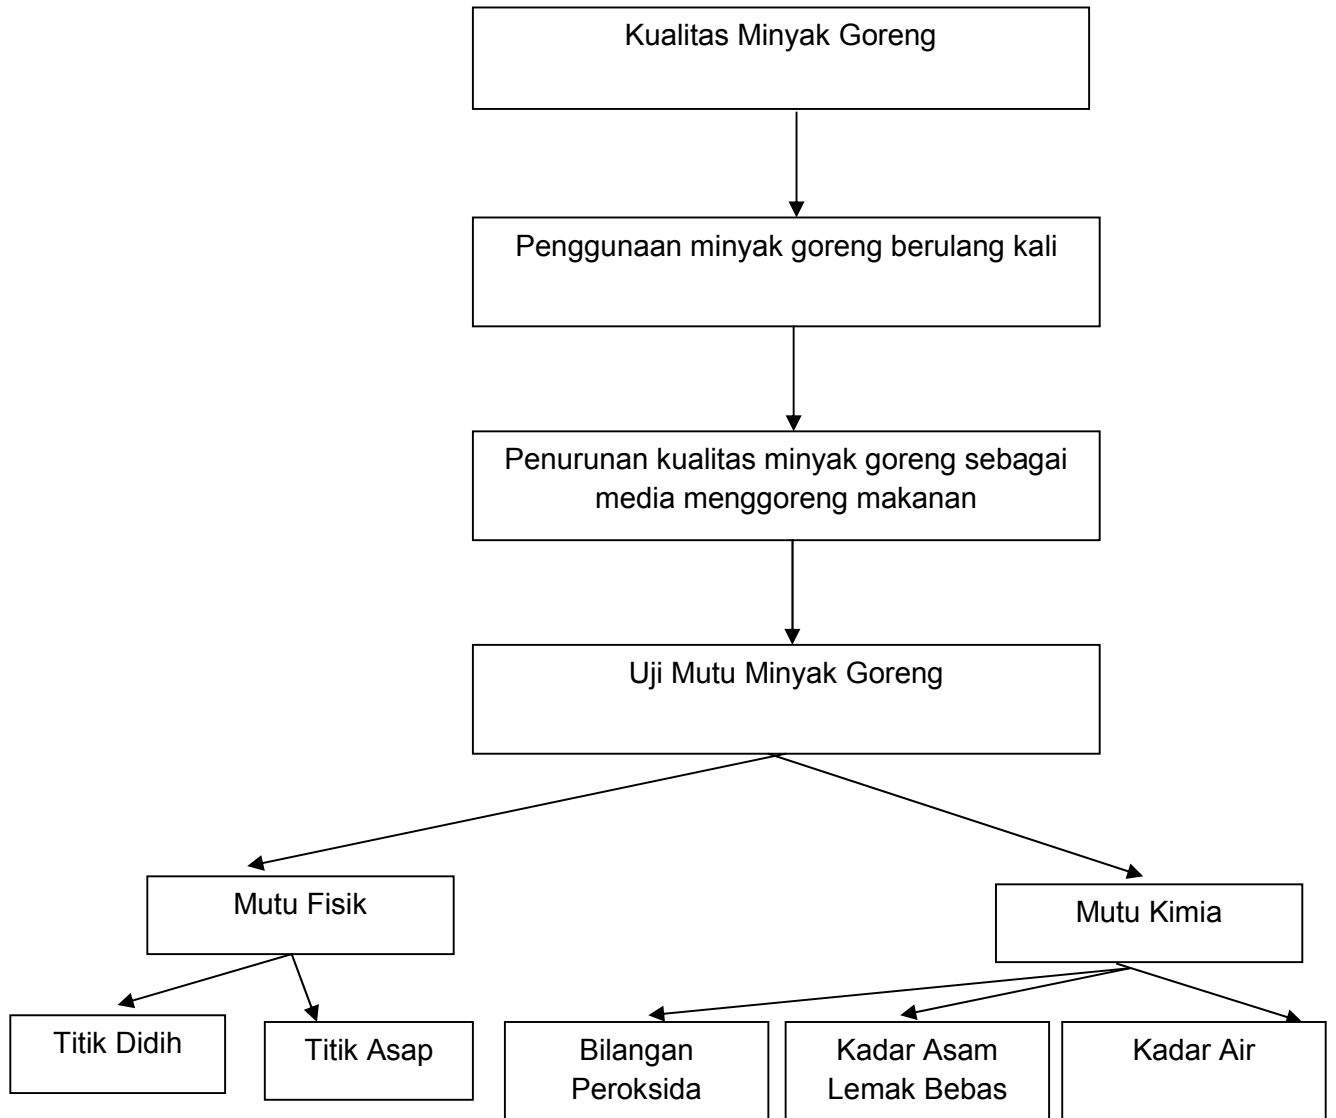 Kualitas Minyak Goreng
Penggunaan minyak goreng berulang kali
Penurunan kualitas minyak goreng sebagai
media menggoreng makanan
Uji Mutu Minyak Goreng
Mutu Fisik
Mutu Kimia
Titik Didih
Titik Asap
Bilangan
Peroksida
Kadar Asam
Lemak Bebas
Kadar Air